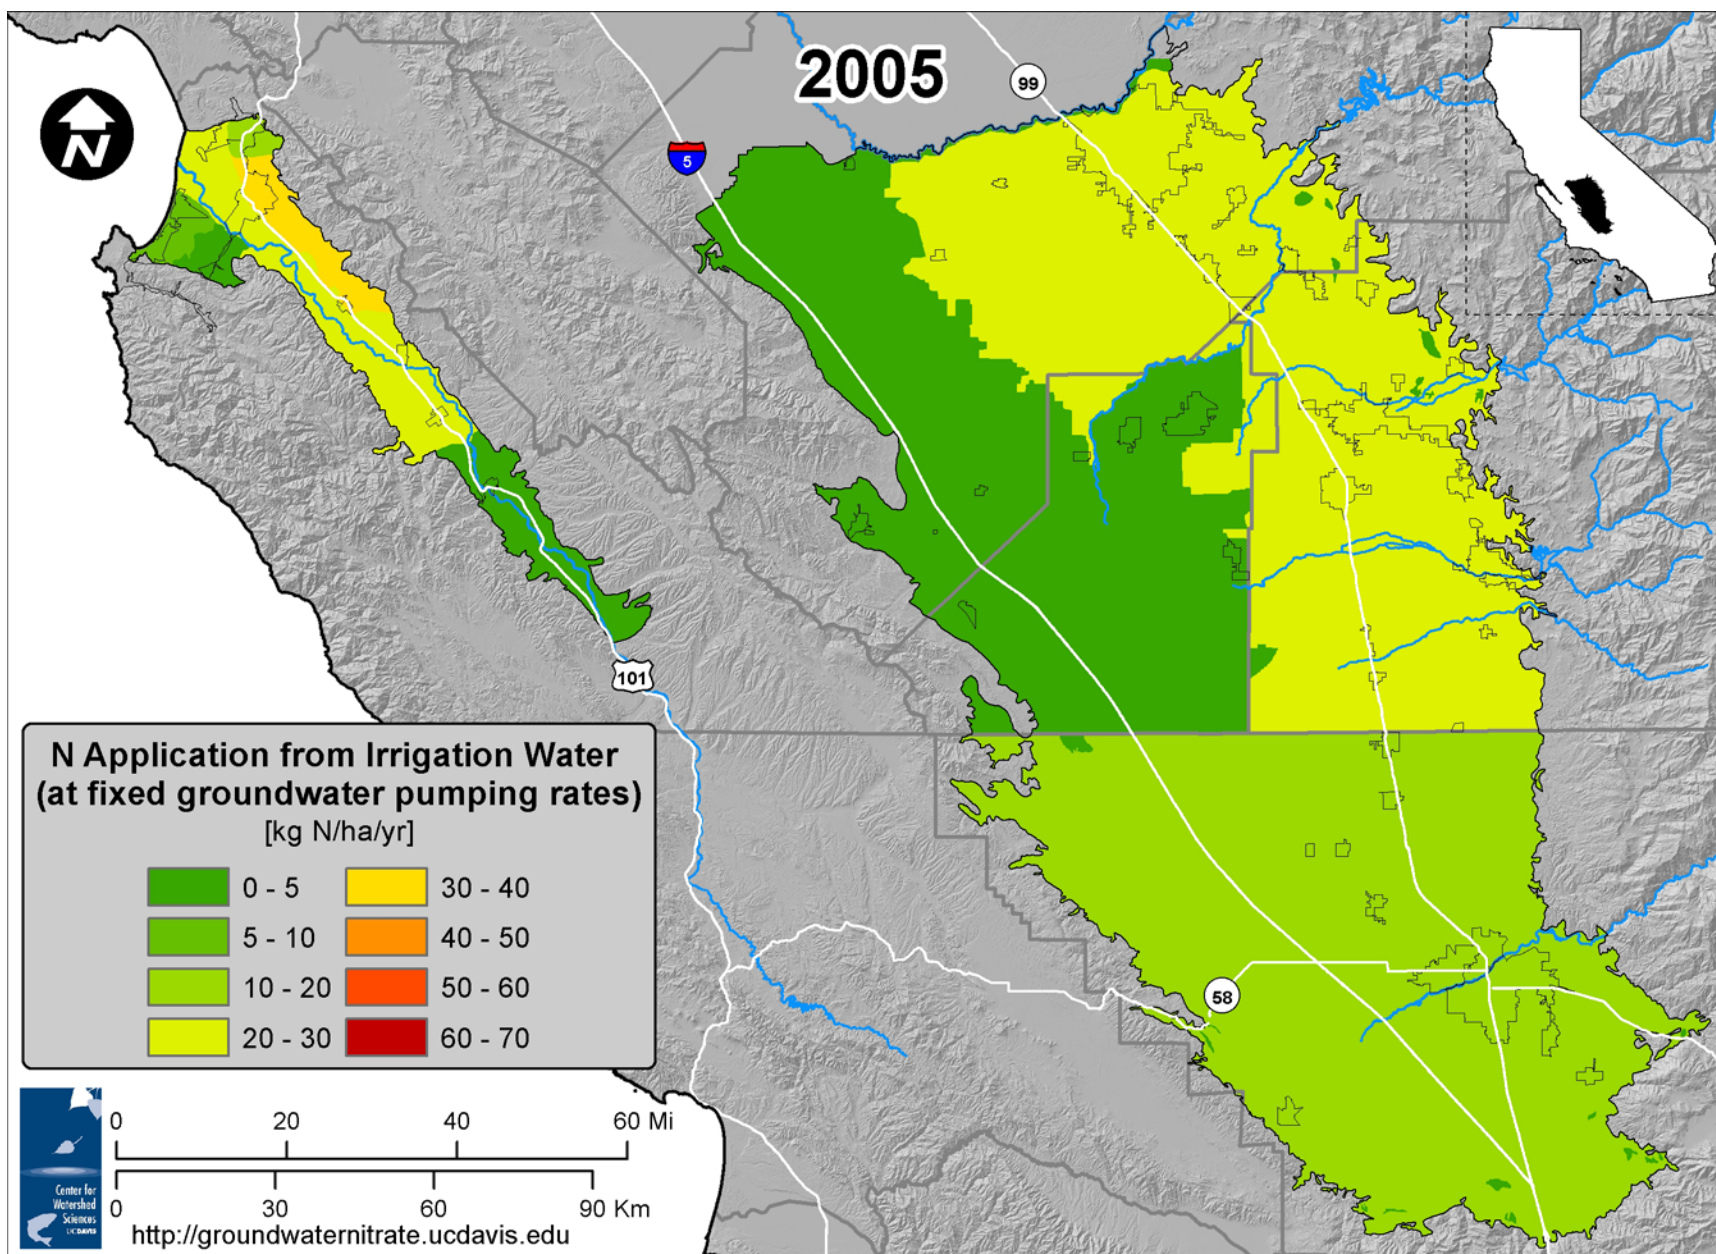 2005
99
5
N
101
N Application from Irrigation Water
(at fixed groundwater pumping rates)
[kg N/ha/yr]
0 - 5
30 - 40
5 - 10
40 - 50
10 - 20
50 - 60
20 - 30
60 - 70
58
0 20 40 60 Mi
0 30 60 90 Km
Center for
Watershed
Sciences
UC DAVIS
http://groundwaternitrate.ucdavis.edu